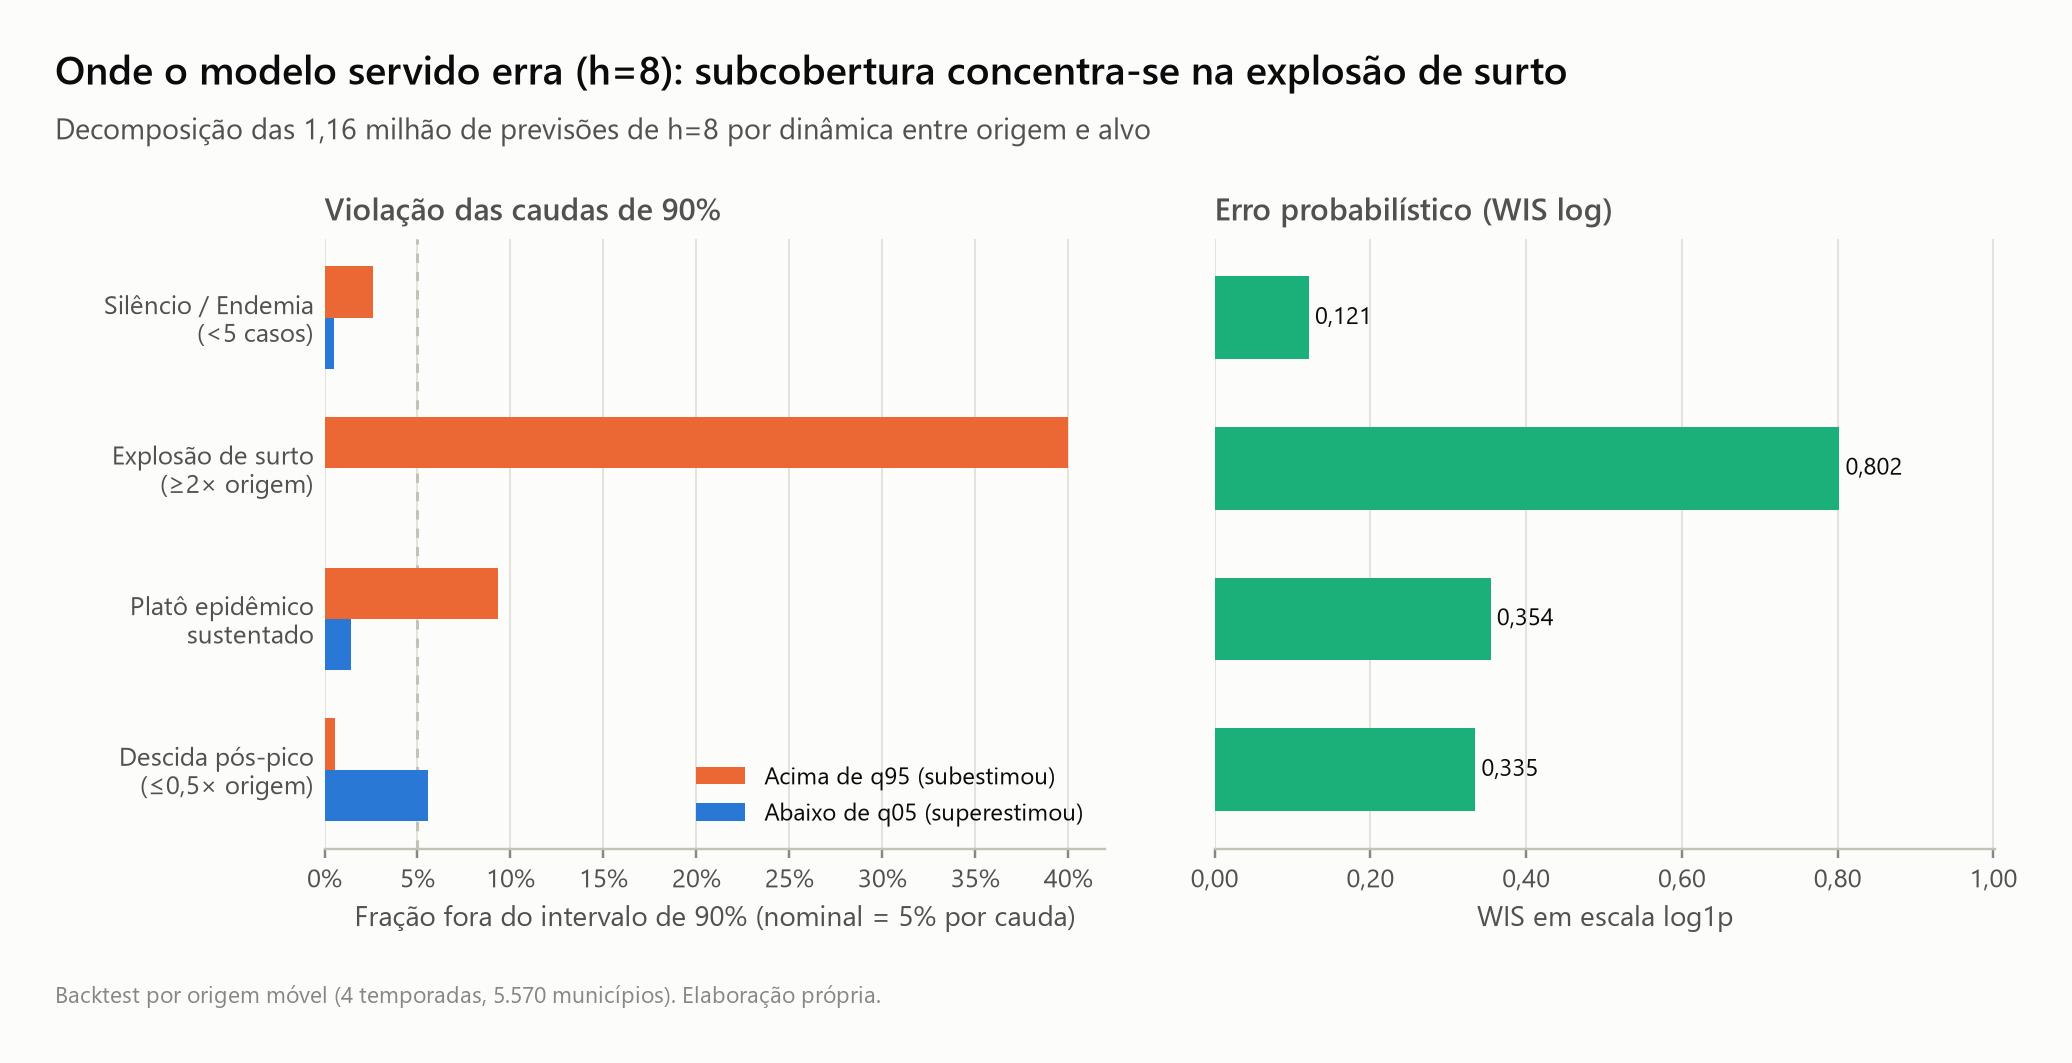 Onde o modelo servido erra (h=8): subcobertura concentra-se na explosão de surto
Decomposição das 1,16 milhão de previsões de h=8 por dinâmica entre origem e alvo
Violação das caudas de 90%
Silêncio / Endemia
(<5 casos)
Explosão de surto
(≥2× origem)
Platô epidêmico
sustentado
Descida pós-pico
(≤0,5× origem)
Acima de q95 (subestimou)
Abaixo de q05 (superestimou)
0% 5% 10% 15% 20% 25% 30% 35% 40%
Fração fora do intervalo de 90% (nominal = 5% por cauda)
Erro probabilístico (WIS log)
0,121
0,802
0,354
0,335
0,00 0,20 0,40 0,60 0,80 1,00
WIS em escala log1p
Backtest por origem móvel (4 temporadas, 5.570 municípios). Elaboração própria.